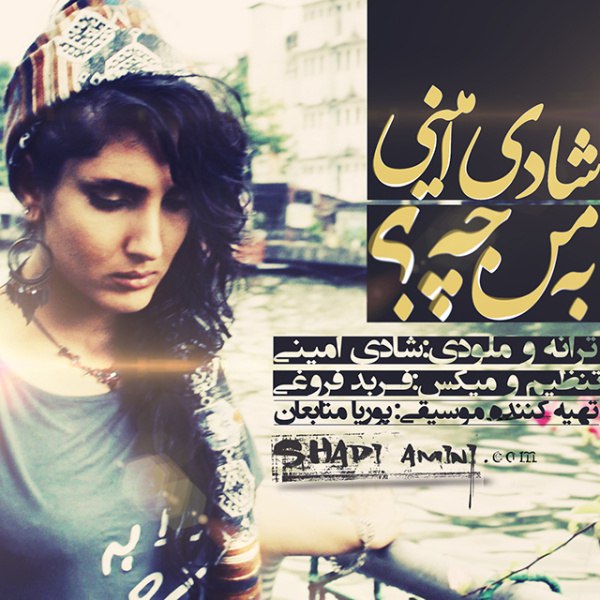 شادی امینی
به من چه ؟!
ترانه و ملودی:شادی امینی
تنظیم و میکس:فربد فروغی
تهیه کننده موسیقی: پوریا متابعان
SHADI AMINI.com